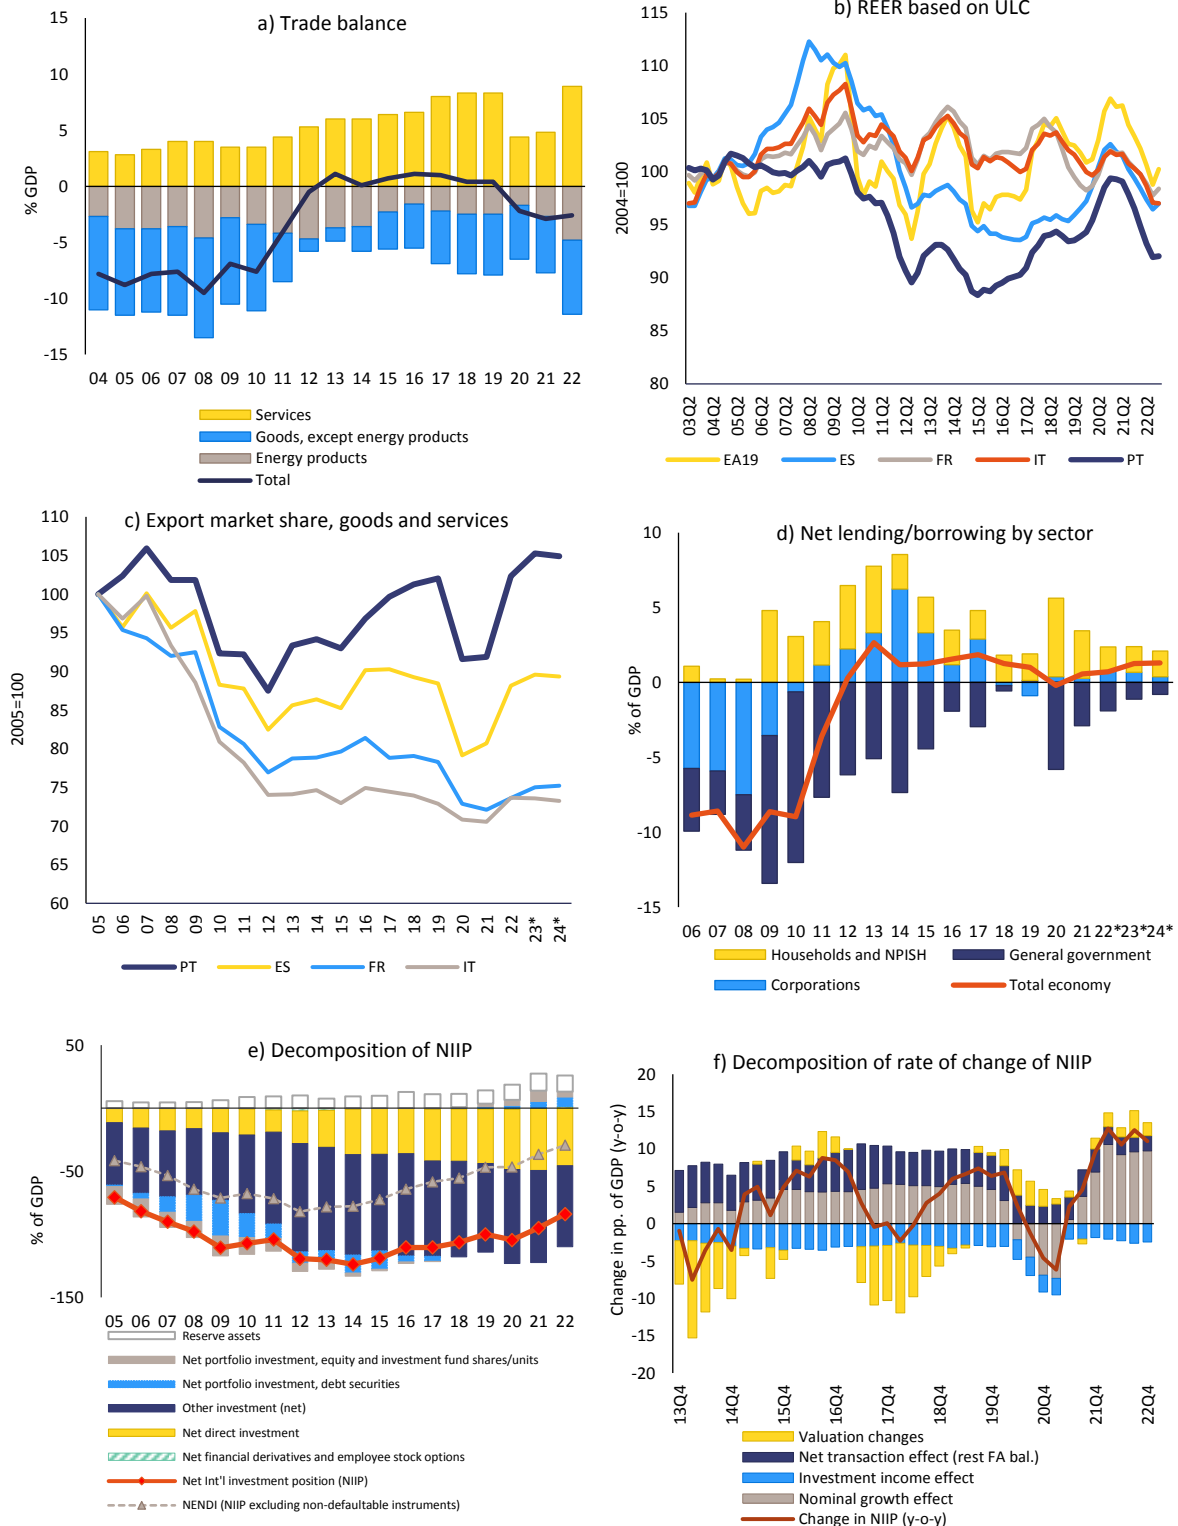 a) Trade balance
15
10
5
0
-5
-10
-15
% GDP
04 05 06 07 08 09 10 11 12 13 14 15 16 17 18 19 20 21 22
Services
Goods, except energy products
Energy products
Total
b) REER based on ULC
115
110
105
100
95
90
85
80
2004=100
03Q2 04Q2 05Q2 06Q2 07Q2 08Q2 09Q2 10Q2 11Q2 12Q2 13Q2 14Q2 15Q2 16Q2 17Q2 18Q2 19Q2 20Q2 21Q2 22Q2
EA19 ES FR IT PT
c) Export market share, goods and services
110
105
100
95
90
85
80
75
70
65
60
2005=100
05 06 07 08 09 10 11 12 13 14 15 16 17 18 19 20 21 22 23* 24*
PT ES FR IT
d) Net lending/borrowing by sector
10
5
0
-5
-10
-15
% of GDP
06 07 08 09 10 11 12 13 14 15 16 17 18 19 20 21 22* 23* 24*
Households and NPISH General government
Corporations Total economy
e) Decomposition of NIIP
50
0
-50
-150
% of GDP
05 06 07 08 09 10 11 12 13 14 15 16 17 18 19 20 21 22
Reserve assets
Net portfolio investment, equity and investment fund shares/units
Net portfolio investment, debt securities
Other investment (net)
Net direct investment
Net financial derivatives and employee stock options
Net Int'l investment position (NIIP)
NENDI (NIIP excluding non-defaultable instruments)
f) Decomposition of rate of change of NIIP
20
15
10
5
0
-5
-10
-15
-20
Change in pp. of GDP (y-o-y)
13Q4 14Q4 15Q4 16Q4 17Q4 18Q4 19Q4 20Q4 21Q4 22Q4
Valuation changes
Net transaction effect (rest FA bal.)
Investment income effect
Nominal growth effect
Change in NIIP (y-o-y)